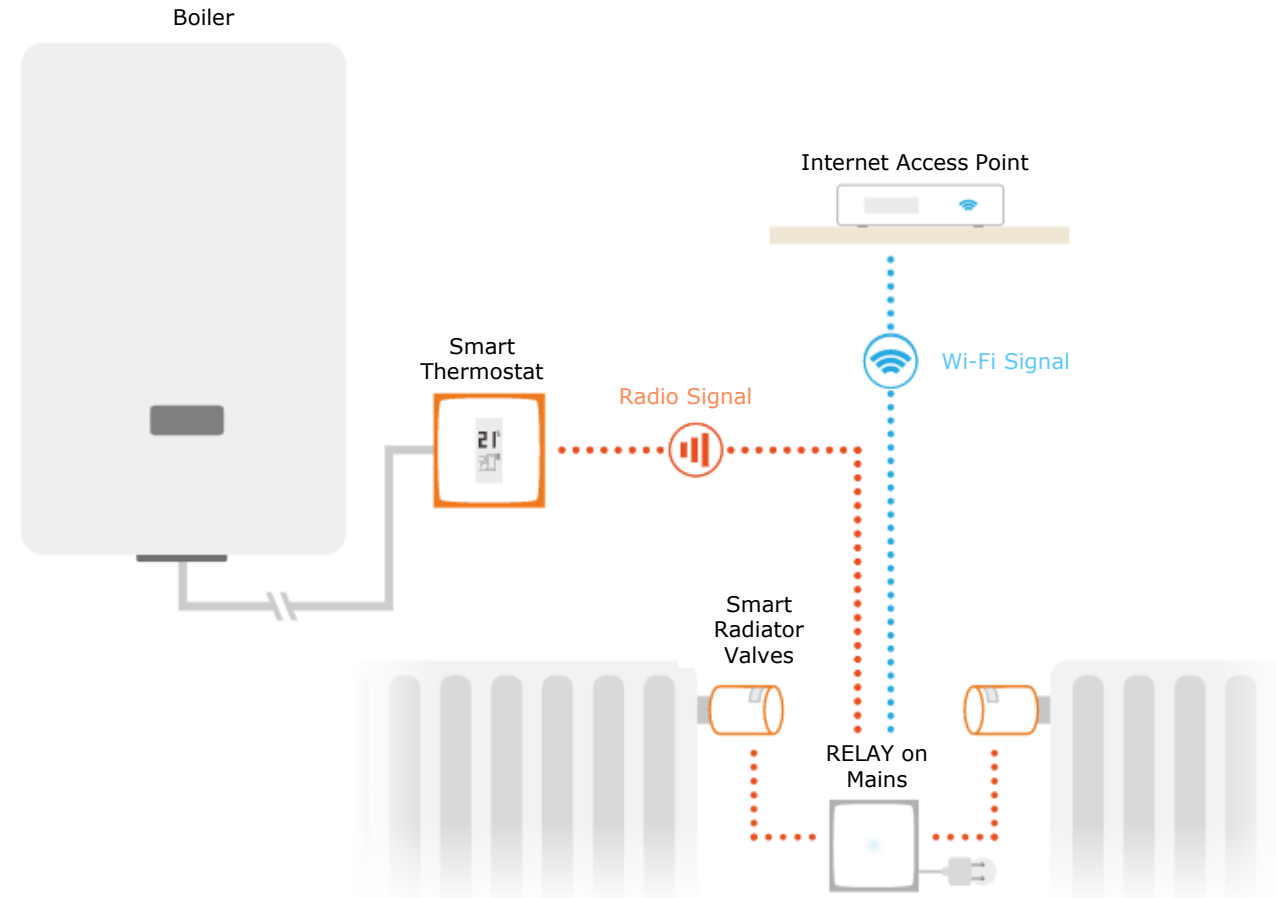 Boiler
Internet Access Point
Smart
Thermostat
Wi-Fi Signal
Radio Signal
21
Smart
Radiator
Valves
RELAY on
Mains